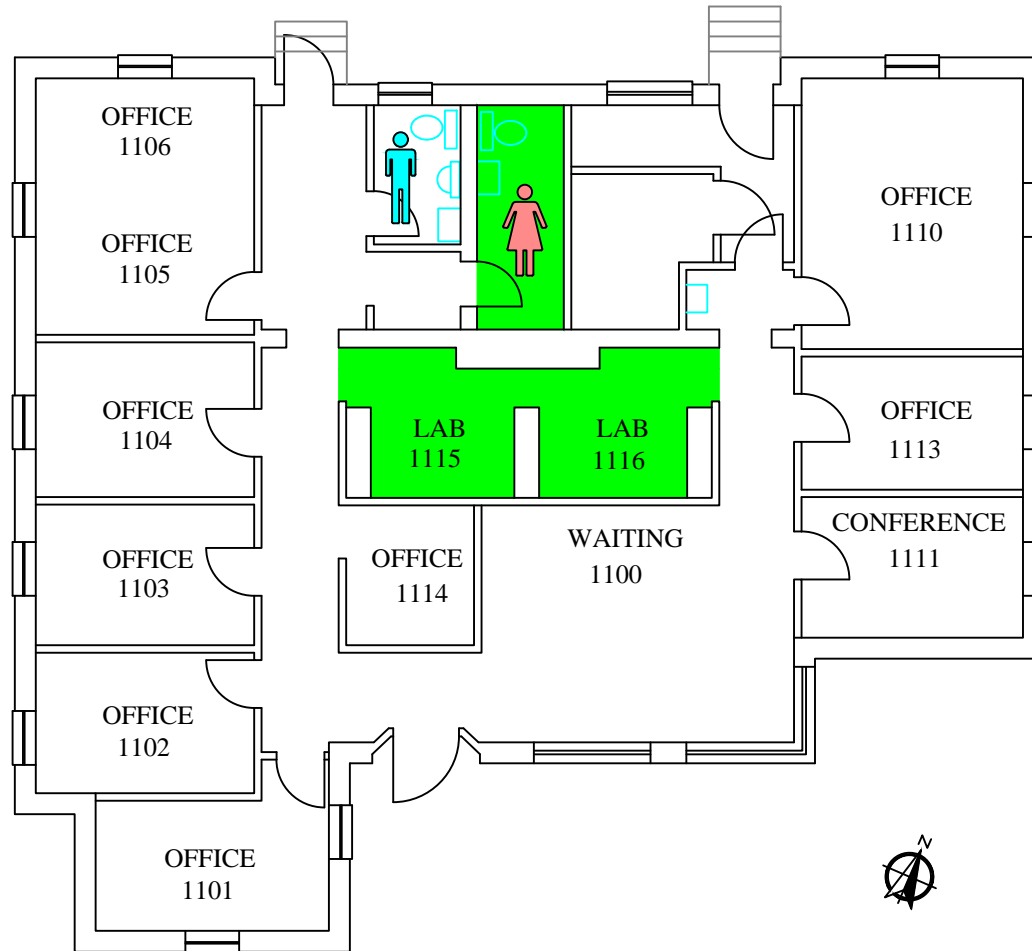 OFFICE
1106
OFFICE
1105
OFFICE
1110
OFFICE
1104
LAB
1115
LAB
1116
OFFICE
1113
OFFICE
1103
OFFICE
1114
WAITING
1100
CONFERENCE
1111
OFFICE
1102
OFFICE
1101
N